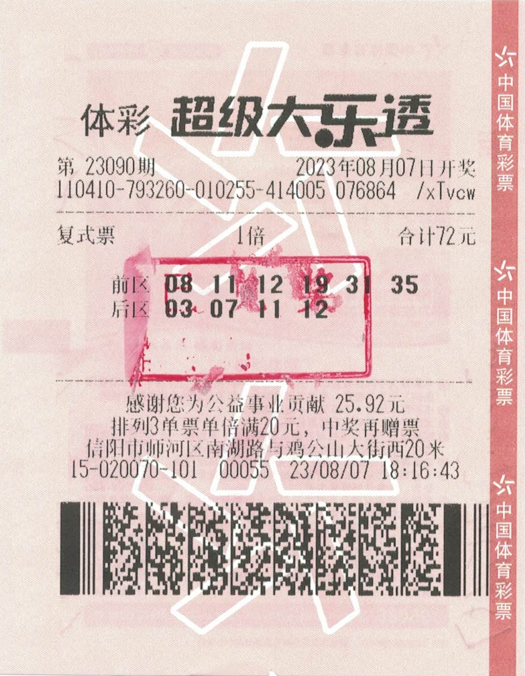 体彩 超级大乐透
第 23090期 2023年08月07日开奖
110410-793260-010255-414005 076864 /xTvcw
复式票 1倍 合计72元
前区 08 11 12 19 31 35
后区 03 07 11 12
感谢您为公益事业贡献 25.92元
排列3单票单倍满20元，中奖再赠票
信阳市师河区南湖路与鸡公山大街西20米
15-020070-101 00055 23/08/07 18:16:43
中国体育彩票
中国体育彩票
中国体育彩票